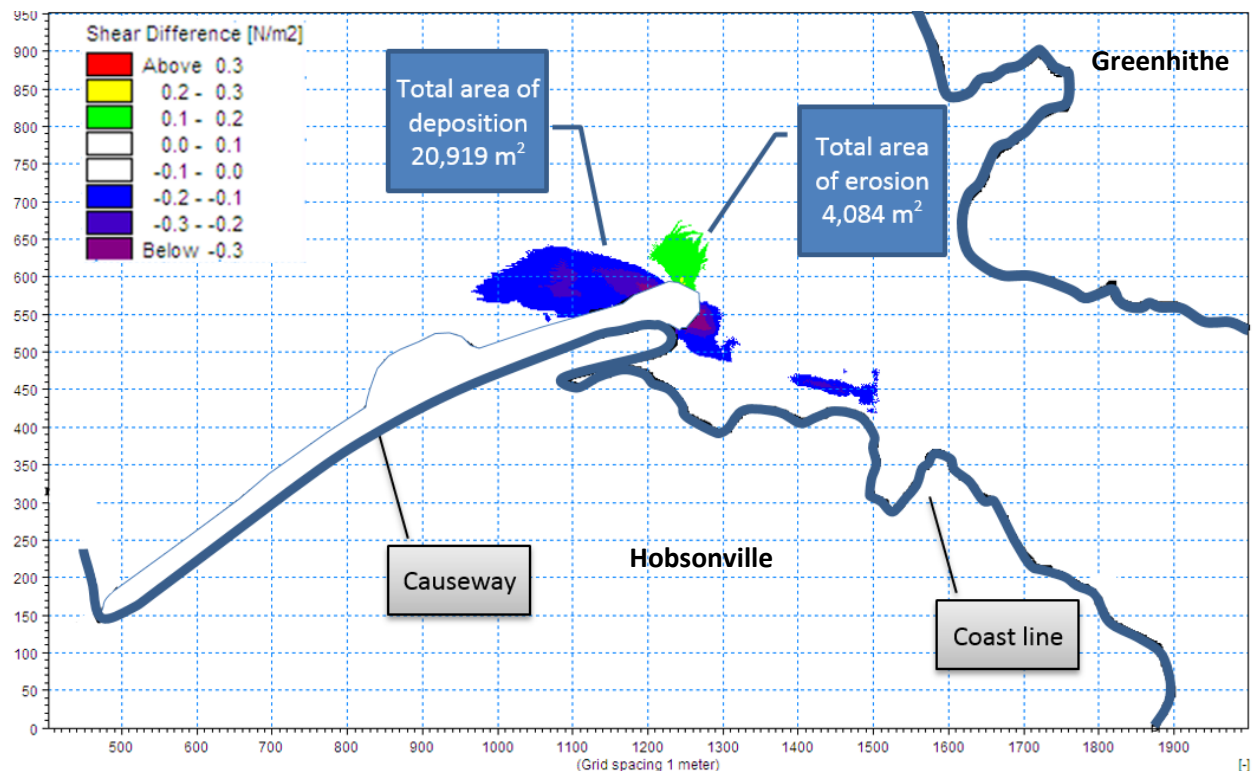 Shear Difference [N/m2]
Above 0.3
0.2 - 0.3
0.1 - 0.2
0.0 - 0.1
-0.1 - 0.0
-0.2 - -0.1
-0.3 - -0.2
Below -0.3
Total area of
deposition
20,919 m²
Total area
of erosion
4,084 m²
Greenhithe
Hobsonville
Causeway
Coast line
950
900
850
800
750
700
650
600
550
500
450
400
350
300
250
200
150
100
50
0
500 600 700 800 900 1000 1100 1200 1300 1400 1500 1600 1700 1800 1900
(Grid spacing 1 meter) [-]